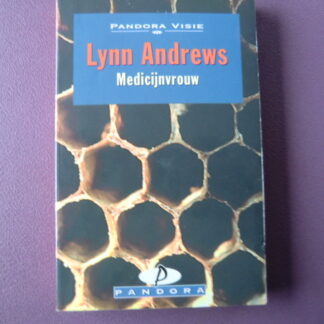 PANDORA VISIE
Lynn Andrews
Medicijnvrouw
P
PANDORA